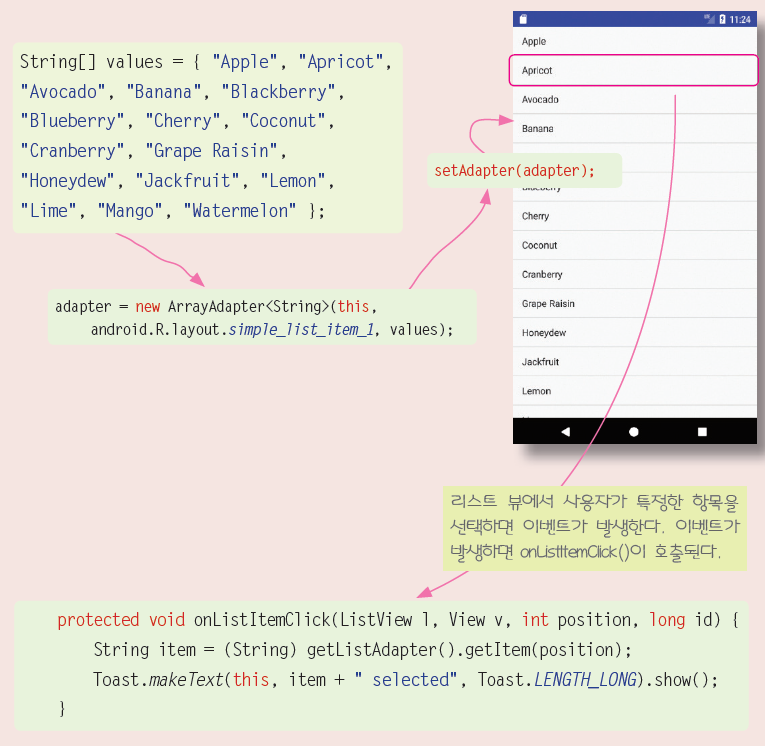 String[] values = { "Apple", "Apricot",
"Avocado", "Banana", "Blackberry",
"Blueberry", "Cherry", "Coconut",
"Cranberry", "Grape Raisin",
"Honeydew", "Jackfruit", "Lemon",
"Lime", "Mango", "Watermelon" };
adapter = new ArrayAdapter<String>(this,
android.R.layout.simple_list_item_1, values);
setAdapter(adapter);
11:24
Apple
Apricot
Avocado
Banana
Blueberry
Cherry
Coconut
Cranberry
Grape Raisin
Honeydew
Jackfruit
Lemon
리스트 뷰에서 사용자가 특정한 항목을
선택하면 이벤트가 발생한다. 이벤트가
발생하면 onListItemClick()이 호출된다.
protected void onListItemClick(ListView l, View v, int position, long id) {
String item = (String) getListAdapter().getItem(position);
Toast.makeText(this, item + " selected", Toast.LENGTH_LONG).show();
}